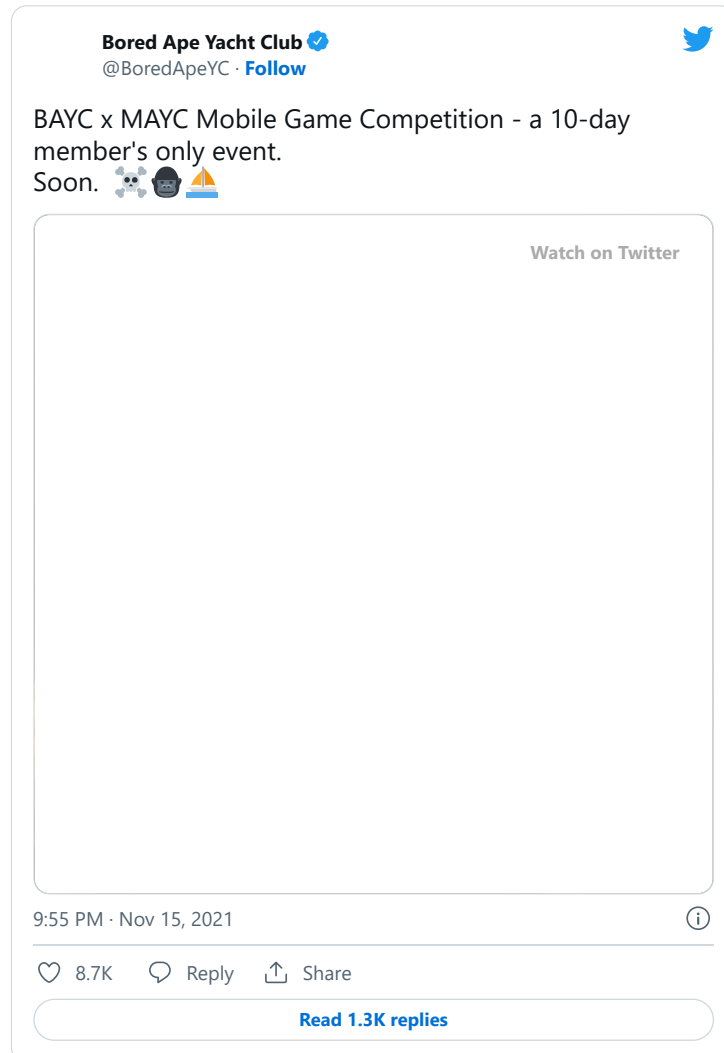 Bored Ape Yacht Club
@BoredApeYC · Follow
BAYC x MAYC Mobile Game Competition - a 10-day
member's only event.
Soon. ☠️🦍⛵
Watch on Twitter
9:55 PM · Nov 15, 2021
8.7K Reply Share
Read 1.3K replies